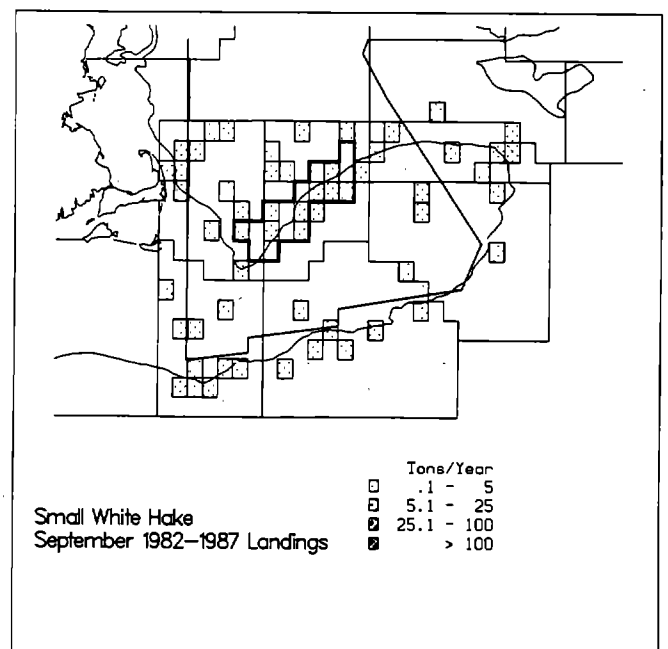 Tons/Year
.1 - 5
5.1 - 25
25.1 - 100
> 100
Small White Hake
September 1982-1987 Landings